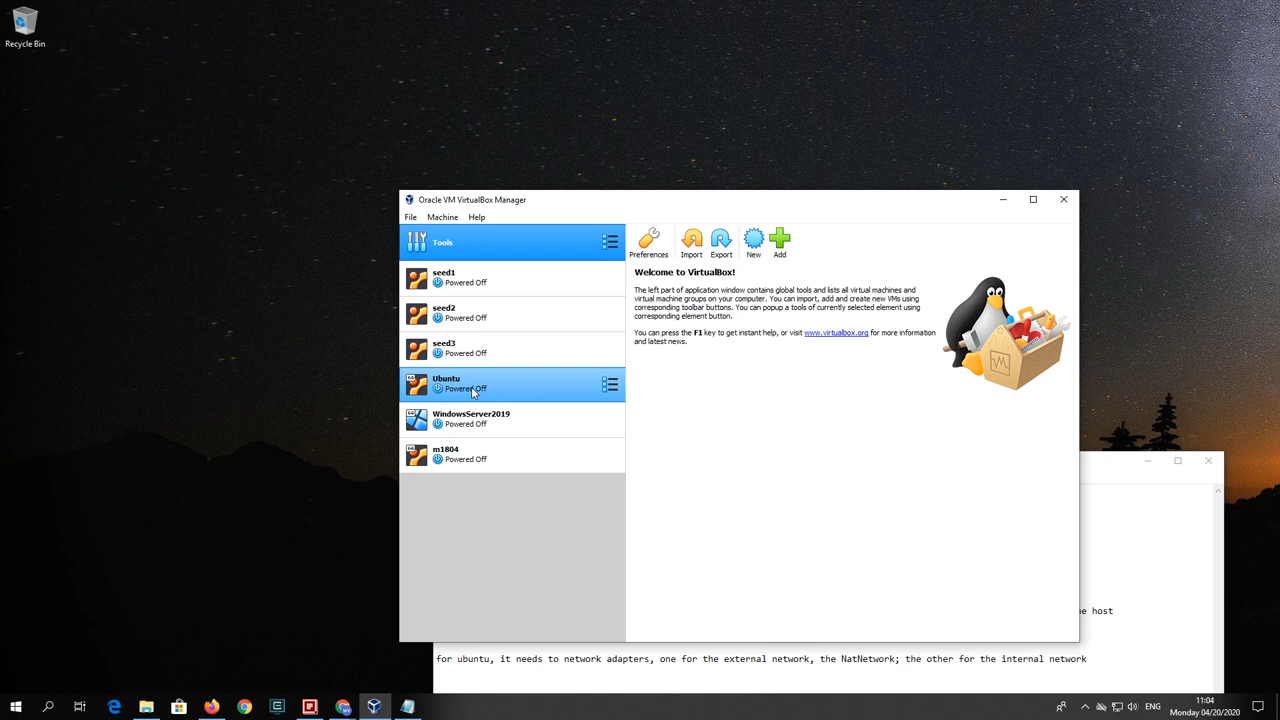 Recycle Bin
Oracle VM VirtualBox Manager
File Machine Help
Tools
seed1
Powered Off
seed2
Powered Off
seed3
Powered Off
64
Ubuntu
Powered Off
64
WindowsServer2019
Powered Off
64
m1804
Powered Off
Preferences Import Export New Add
Welcome to VirtualBox!
The left part of application window contains global tools and lists all virtual machines and
virtual machine groups on your computer. You can import, add and create new VMs using
corresponding toolbar buttons. You can popup a tools of currently selected element using
corresponding element button.
You can press the F1 key to get instant help, or visit www.virtualbox.org for more information
and latest news.
e host
for ubuntu, it needs to network adapters, one for the external network, the NatNetwork; the other for the internal network
ENG
11:04
Monday 04/20/2020